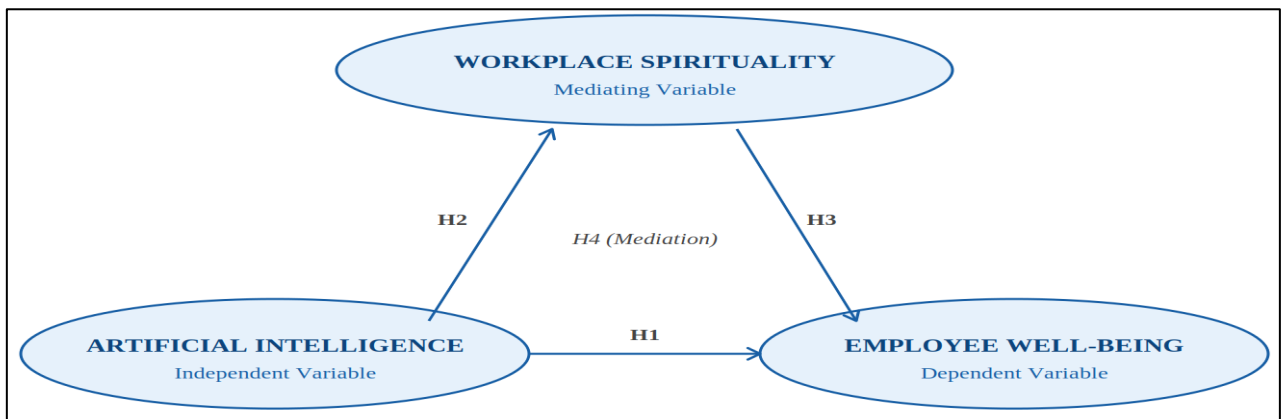 WORKPLACE SPIRITUALITY
Mediating Variable
H2
H3
H4 (Mediation)
H1
ARTIFICIAL INTELLIGENCE
Independent Variable
EMPLOYEE WELL-BEING
Dependent Variable